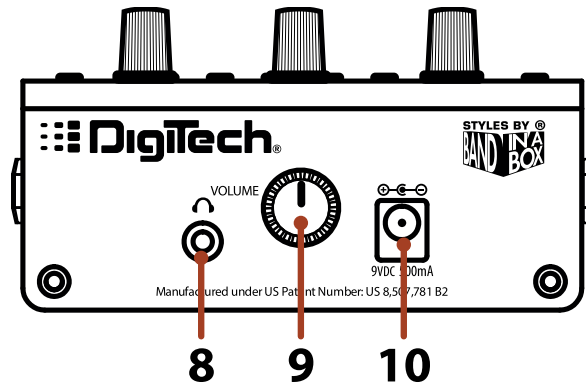 DigiTech®
STYLES BY ®
BAND IN A BOX
VOLUME
9VDC 500mA
Manufactured under US Patent Number: US 8,507,781 B2
8 9 10